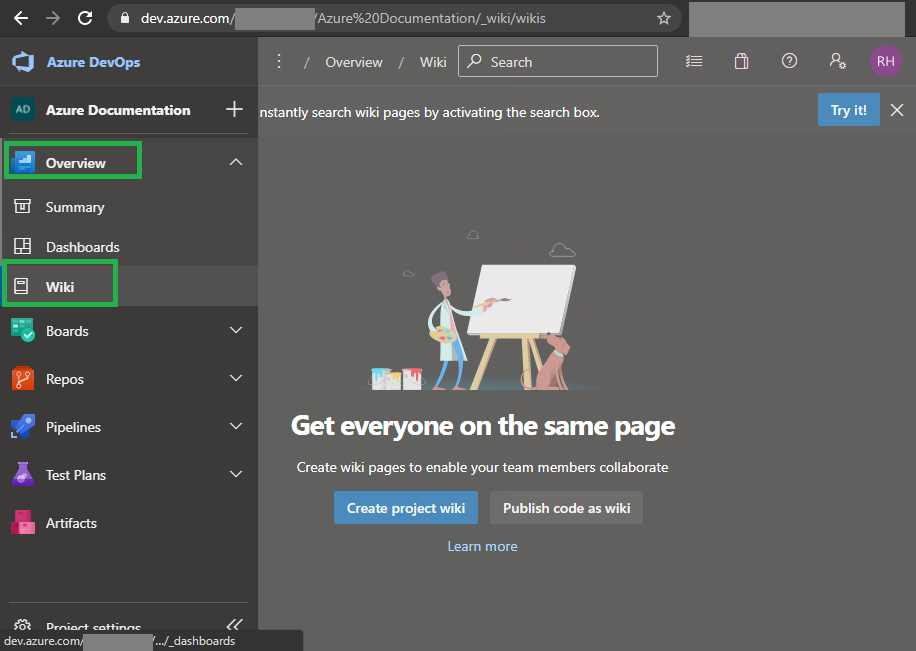 dev.azure.com/ /Azure%20Documentation/_wiki/wikis
Azure DevOps
/ Overview / Wiki
Search
RH
AD Azure Documentation
nstantly search wiki pages by activating the search box.
Try it!
Overview
Summary
Dashboards
Wiki
Boards
Repos
Pipelines
Test Plans
Artifacts
Project settings
Get everyone on the same page
Create wiki pages to enable your team members collaborate
Create project wiki
Publish code as wiki
Learn more
dev.azure.com/ /.../_dashboards